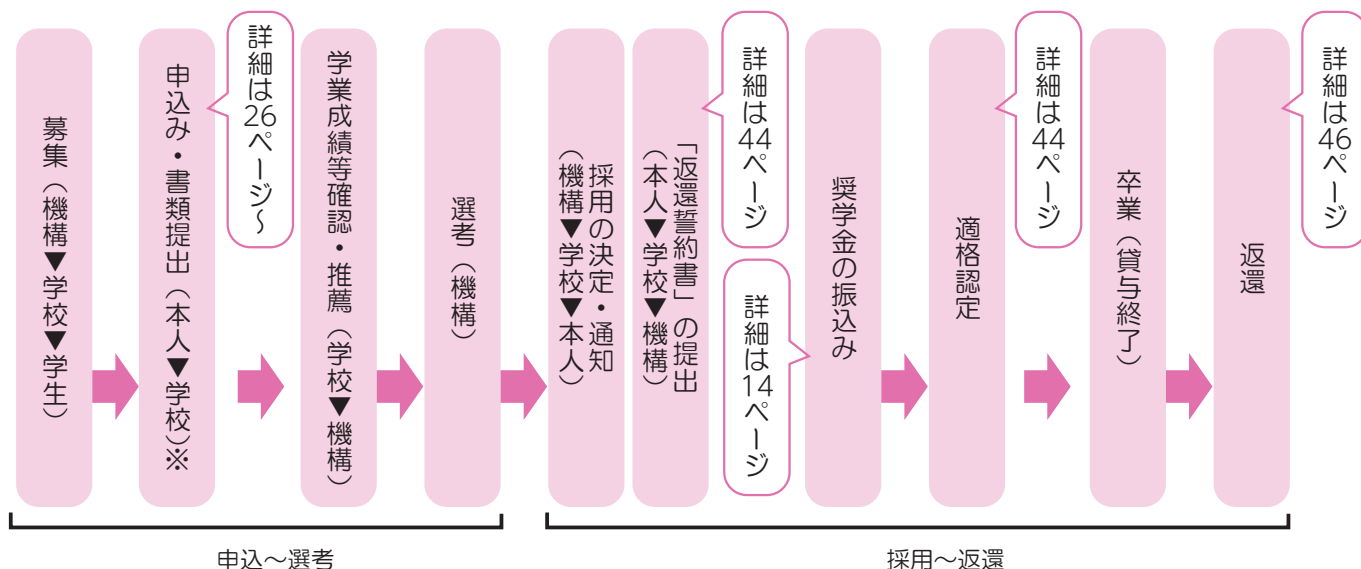 募集（機構▼学校▼学生）
申込み・書類提出（本人▼学校）※
詳細は26ページ～
学業成績等確認・推薦（学校▼機構）
選考（機構）
採用の決定・通知
（機構▼学校▼本人）
「返還誓約書」の提出
（本人▼学校▼機構）
詳細は44ページ
詳細は14ページ
奨学金の振込み
適格認定
詳細は44ページ
卒業（貸与終了）
返還
詳細は46ページ
申込～選考
採用～返還